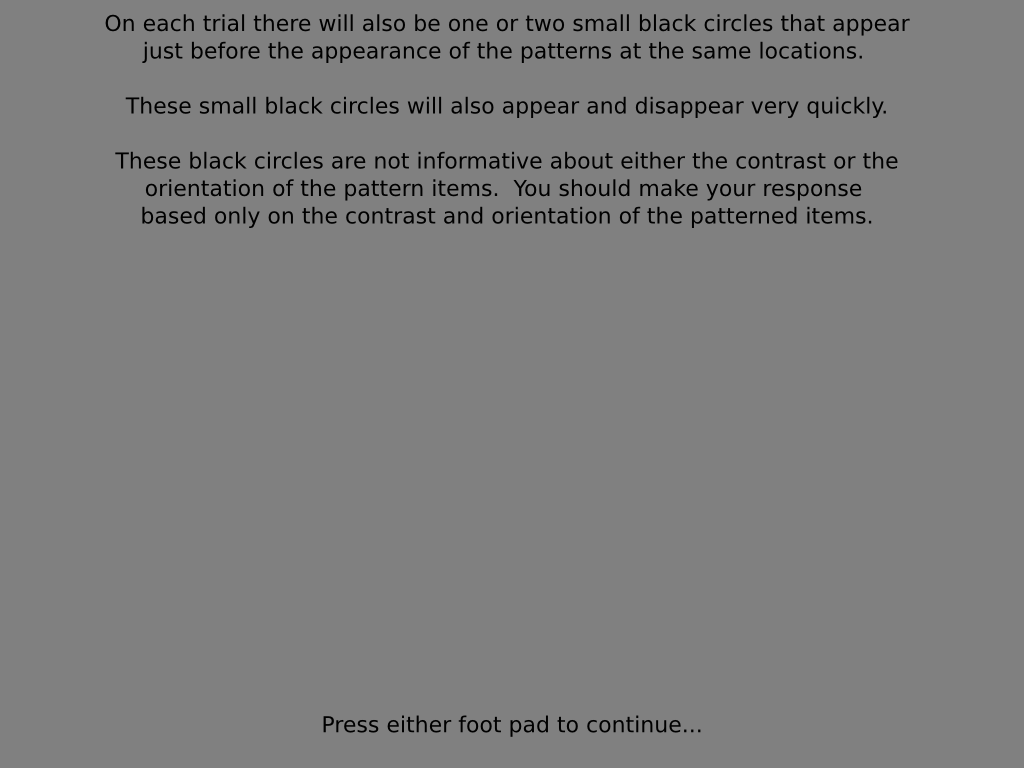 On each trial there will also be one or two small black circles that appear
just before the appearance of the patterns at the same locations.
These small black circles will also appear and disappear very quickly.
These black circles are not informative about either the contrast or the
orientation of the pattern items.  You should make your response
based only on the contrast and orientation of the patterned items.
Press either foot pad to continue...